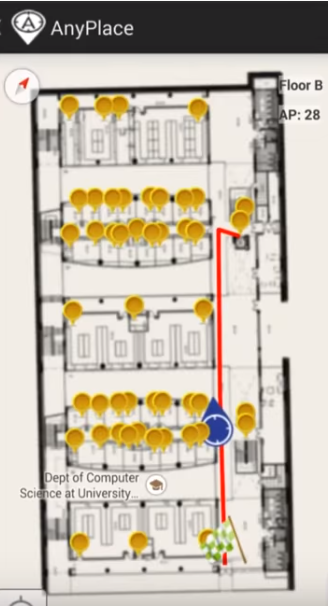 AnyPlace
Floor B
AP: 28
Dept of Computer
Science at University...